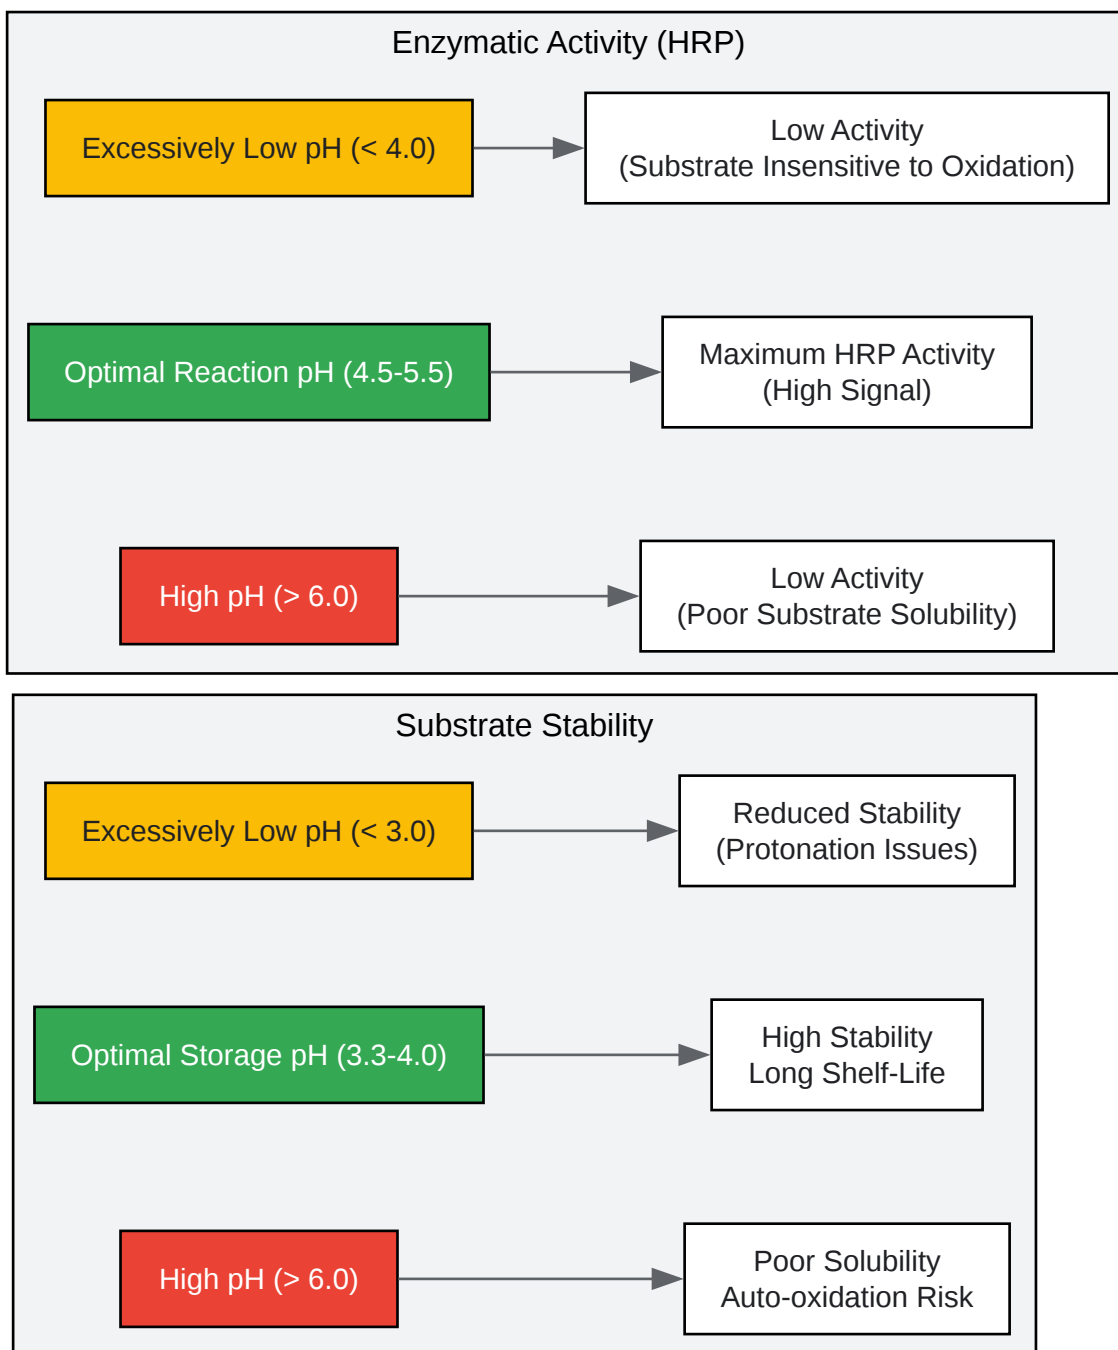 Enzymatic Activity (HRP)
Excessively Low pH (< 4.0)
Low Activity
(Substrate Insensitive to Oxidation)
Optimal Reaction pH (4.5-5.5)
Maximum HRP Activity
(High Signal)
High pH (> 6.0)
Low Activity
(Poor Substrate Solubility)
Substrate Stability
Excessively Low pH (< 3.0)
Reduced Stability
(Protonation Issues)
Optimal Storage pH (3.3-4.0)
High Stability
Long Shelf-Life
High pH (> 6.0)
Poor Solubility
Auto-oxidation Risk